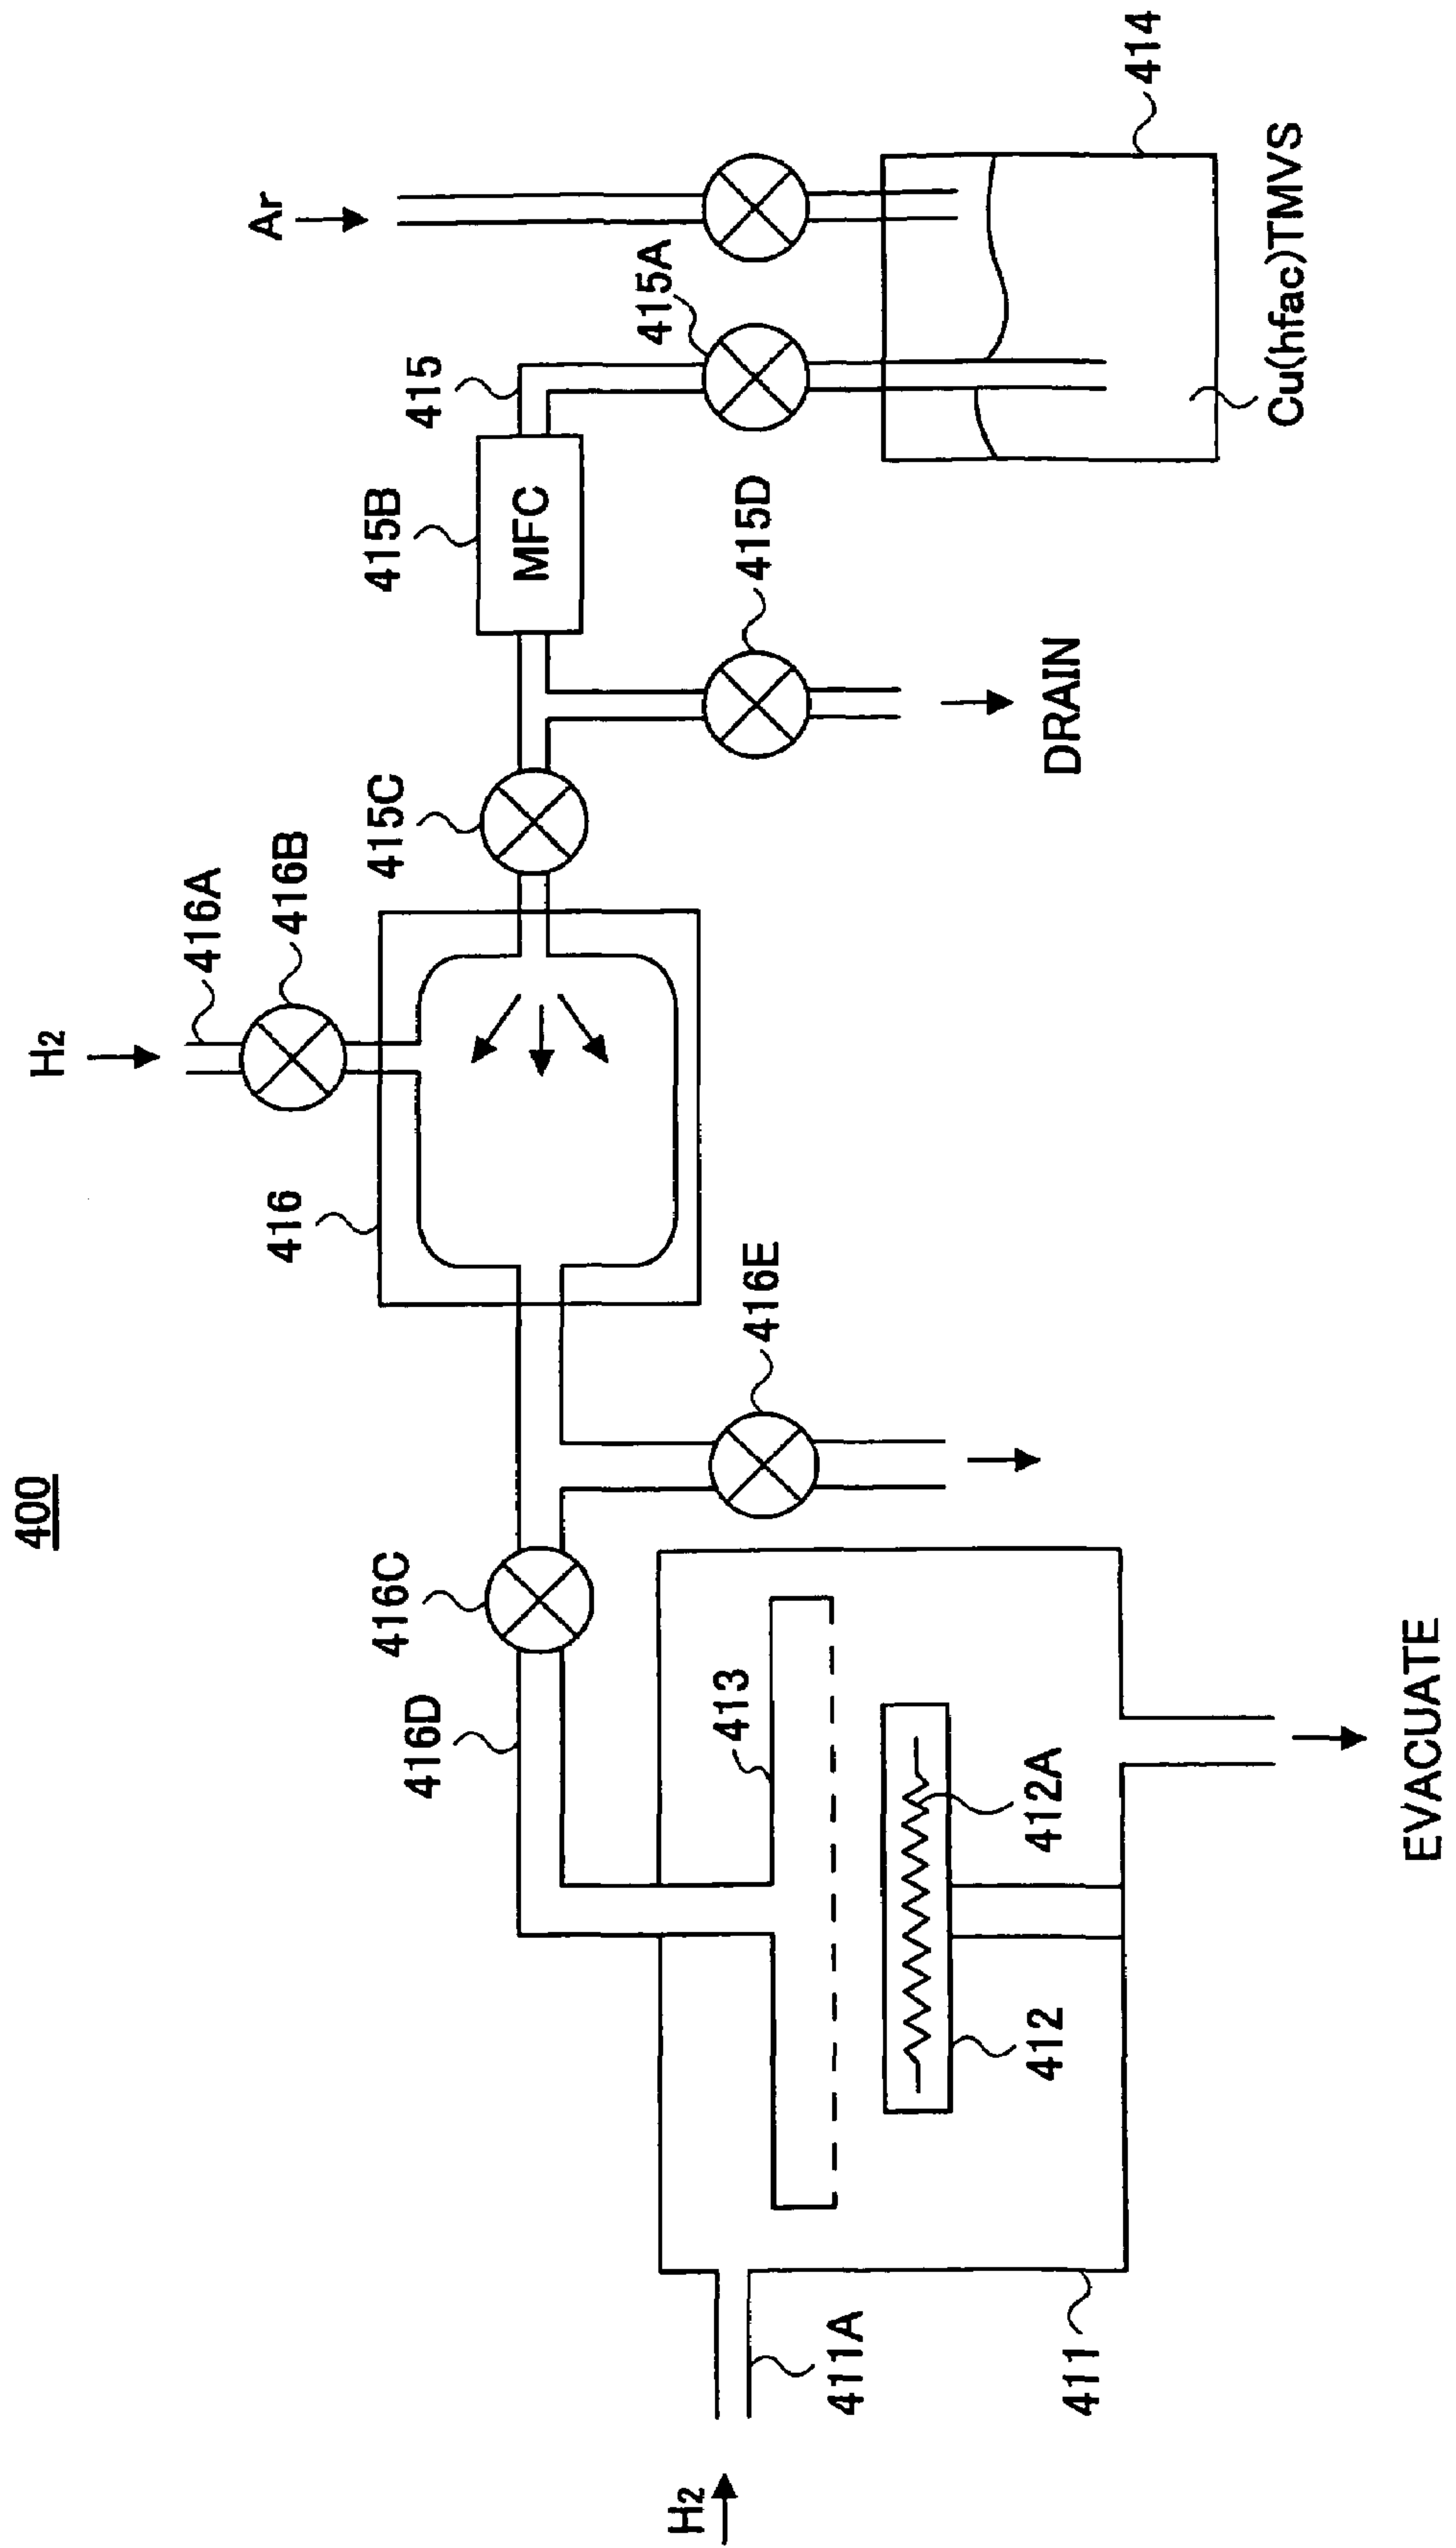 400
H2
416A
416B
Ar
416
415C
415B
415
415A
416D
416C
MFC
H2
411A
413
416E
415D
414
411
412
412A
DRAIN
Cu(hfac)TMVS
EVACUATE